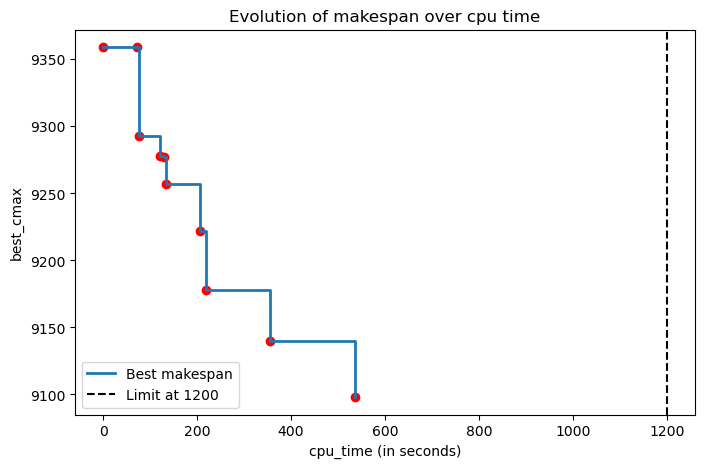 Evolution of makespan over cpu time
best_cmax
9350
9300
9250
9200
9150
9100
Best makespan
Limit at 1200
0
200
400
600
800
1000
1200
cpu_time (in seconds)